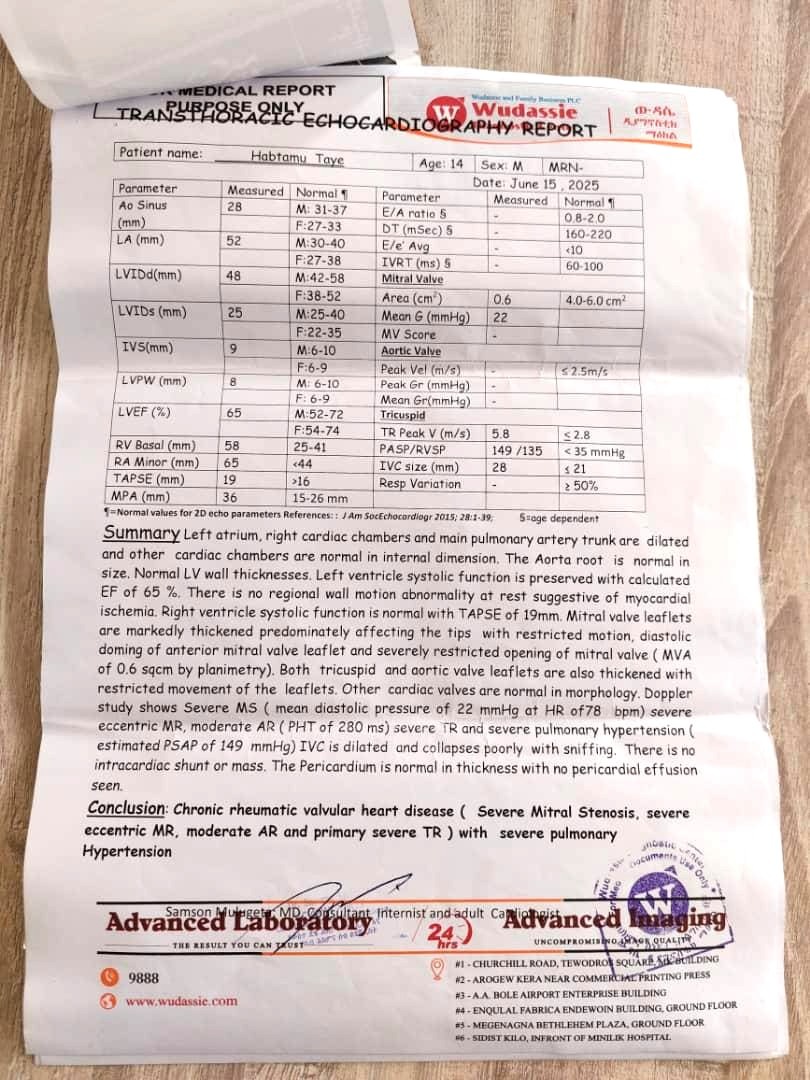 MEDICAL REPORT
PURPOSE ONLY
Wudassie and Family Business PLC
Wudassie
ው·ዳሴ
ዲያግኖስቲክ
ማዕከል
TRANSTHORACIC ECHOCARDIOGRAPHY REPORT
Patient name: Habtamu Taye Age: 14 Sex: M MRN-
Date: June 15 , 2025
Parameter Measured Normal ¶ Parameter Measured Normal ¶
Ao Sinus (mm) 28 M: 31-37 E/A ratio § - 0.8-2.0
F:27-33 DT (mSec) § - 160-220
LA (mm) 52 M:30-40 E/e' Avg - <10
F:27-38 IVRT (ms) § - 60-100
LVIDd(mm) 48 M:42-58 Mitral Valve
F:38-52 Area (cm²) 0.6 4.0-6.0 cm²
LVIDs (mm) 25 M:25-40 Mean G (mmHg) 22
F:22-35 MV Score -
IVS(mm) 9 M:6-10 Aortic Valve
F:6-9 Peak Vel (m/s) - ≤ 2.5m/s
LVPW (mm) 8 M: 6-10 Peak Gr (mmHg) -
F: 6-9 Mean Gr(mmHg) -
LVEF (%) 65 M:52-72 Tricuspid
F:54-74 TR Peak V (m/s) 5.8 ≤ 2.8
RV Basal (mm) 58 25-41 PASP/RVSP 149 /135 < 35 mmHg
RA Minor (mm) 65 <44 IVC size (mm) 28 ≤ 21
TAPSE (mm) 19 >16 Resp Variation - ≥ 50%
MPA (mm) 36 15-26 mm
¶=Normal values for 2D echo parameters References: : J Am SocEchocardiogr 2015; 28:1-39; §=age dependent
Summary Left atrium, right cardiac chambers and main pulmonary artery trunk are dilated
and other cardiac chambers are normal in internal dimension. The Aorta root is normal in
size. Normal LV wall thicknesses. Left ventricle systolic function is preserved with calculated
EF of 65 %. There is no regional wall motion abnormality at rest suggestive of myocardial
ischemia. Right ventricle systolic function is normal with TAPSE of 19mm. Mitral valve leaflets
are markedly thickened predominately affecting the tips with restricted motion, diastolic
doming of anterior mitral valve leaflet and severely restricted opening of mitral valve ( MVA
of 0.6 sqcm by planimetry). Both tricuspid and aortic valve leaflets are also thickened with
restricted movement of the leaflets. Other cardiac valves are normal in morphology. Doppler
study shows Severe MS ( mean diastolic pressure of 22 mmHg at HR of78 bpm) severe
eccentric MR, moderate AR ( PHT of 280 ms) severe TR and severe pulmonary hypertension (
estimated PSAP of 149 mmHg) IVC is dilated and collapses poorly with sniffing. There is no
intracardiac shunt or mass. The Pericardium is normal in thickness with no pericardial effusion
seen.
Conclusion: Chronic rheumatic valvular heart disease ( Severe Mitral Stenosis, severe
eccentric MR, moderate AR and primary severe TR ) with severe pulmonary
Hypertension
Samson Mulugeta, MD, Consultant Internist and adult Cardiologist
Advanced Laboratory
THE RESULT YOU CAN TRUST
24 hrs
Advanced Imaging
UNCOMPROMISING IMAGE QUALITY
9888
www.wudassie.com
#1 - CHURCHILL ROAD, TEWODROS SQUARE, MK BUILDING
#2 - AROGEW KERA NEAR COMMERCIAL PRINTING PRESS
#3 - A.A. BOLE AIRPORT ENTERPRISE BUILDING
#4 - ENQULAL FABRICA ENDEWOIN BUILDING, GROUND FLOOR
#5 - MEGENAGNA BETHLEHEM PLAZA, GROUND FLOOR
#6 - SIDIST KILO, INFRONT OF MINILIK HOSPITAL